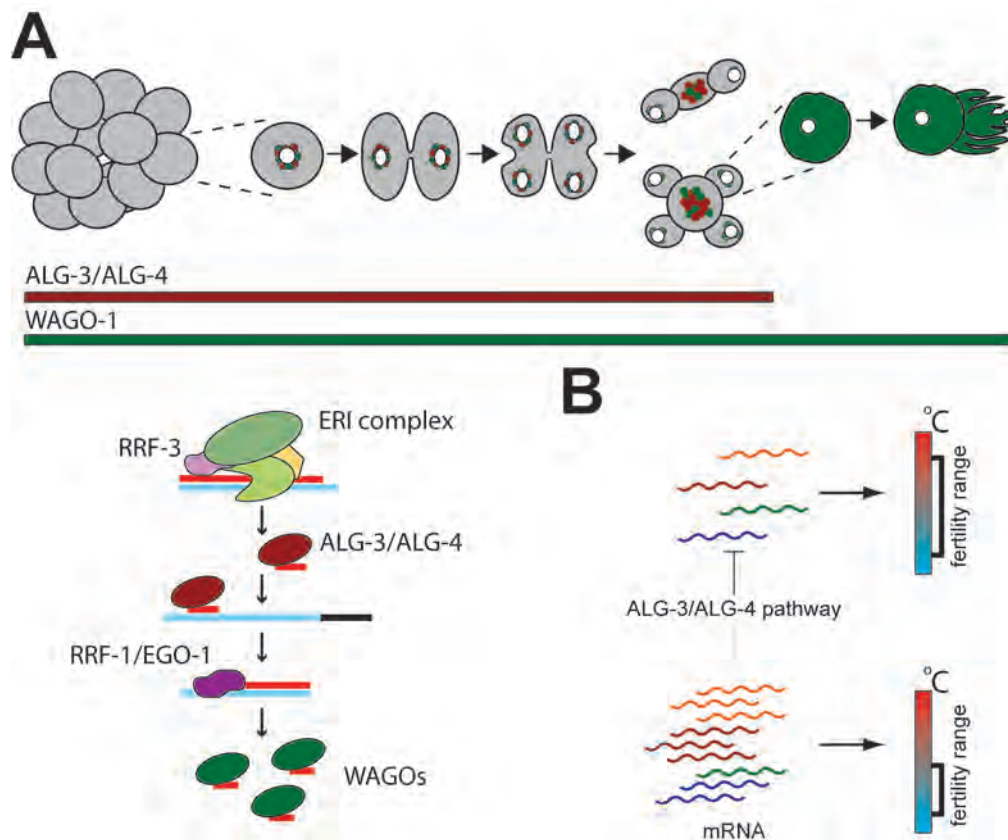 A
ALG-3/ALG-4
WAGO-1
RRF-3
ERI complex
ALG-3/ALG-4
RRF-1/EGO-1
WAGOs
B
°C
fertility range
ALG-3/ALG-4 pathway
°C
fertility range
mRNA